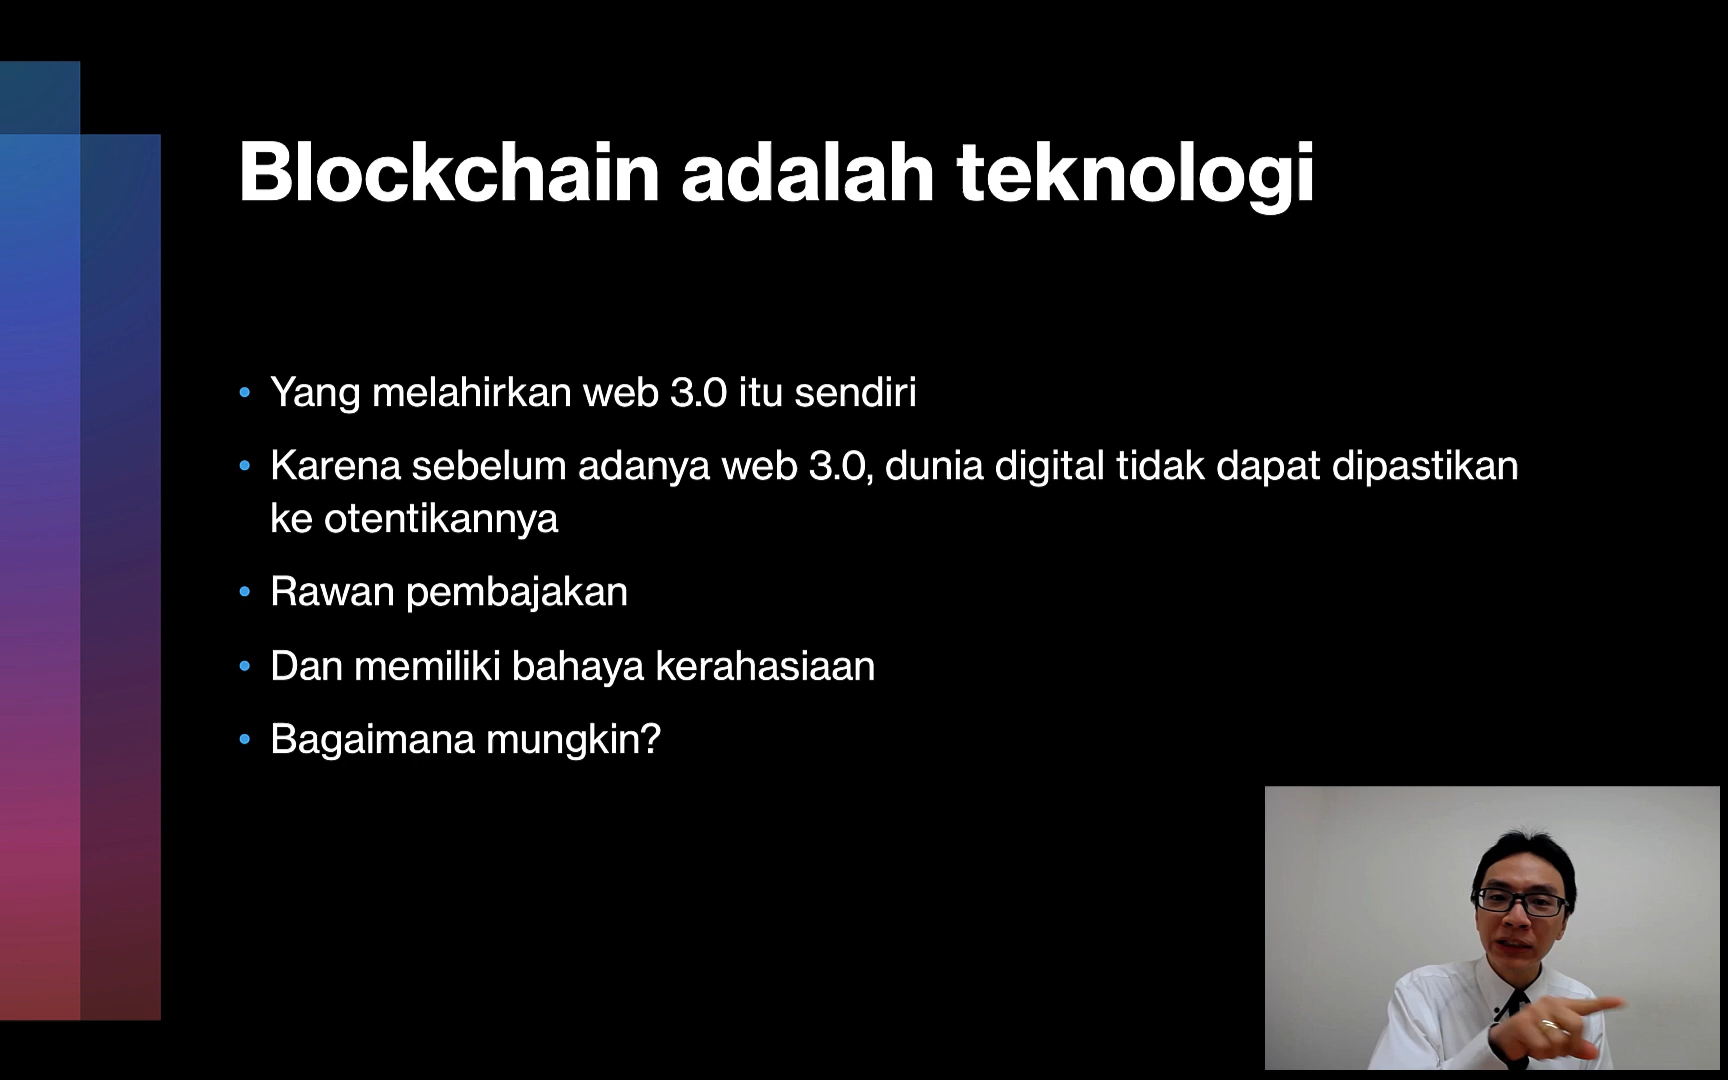 Blockchain adalah teknologi
• Yang melahirkan web 3.0 itu sendiri
• Karena sebelum adanya web 3.0, dunia digital tidak dapat dipastikan
ke otentikannya
• Rawan pembajakan
• Dan memiliki bahaya kerahasiaan
• Bagaimana mungkin?